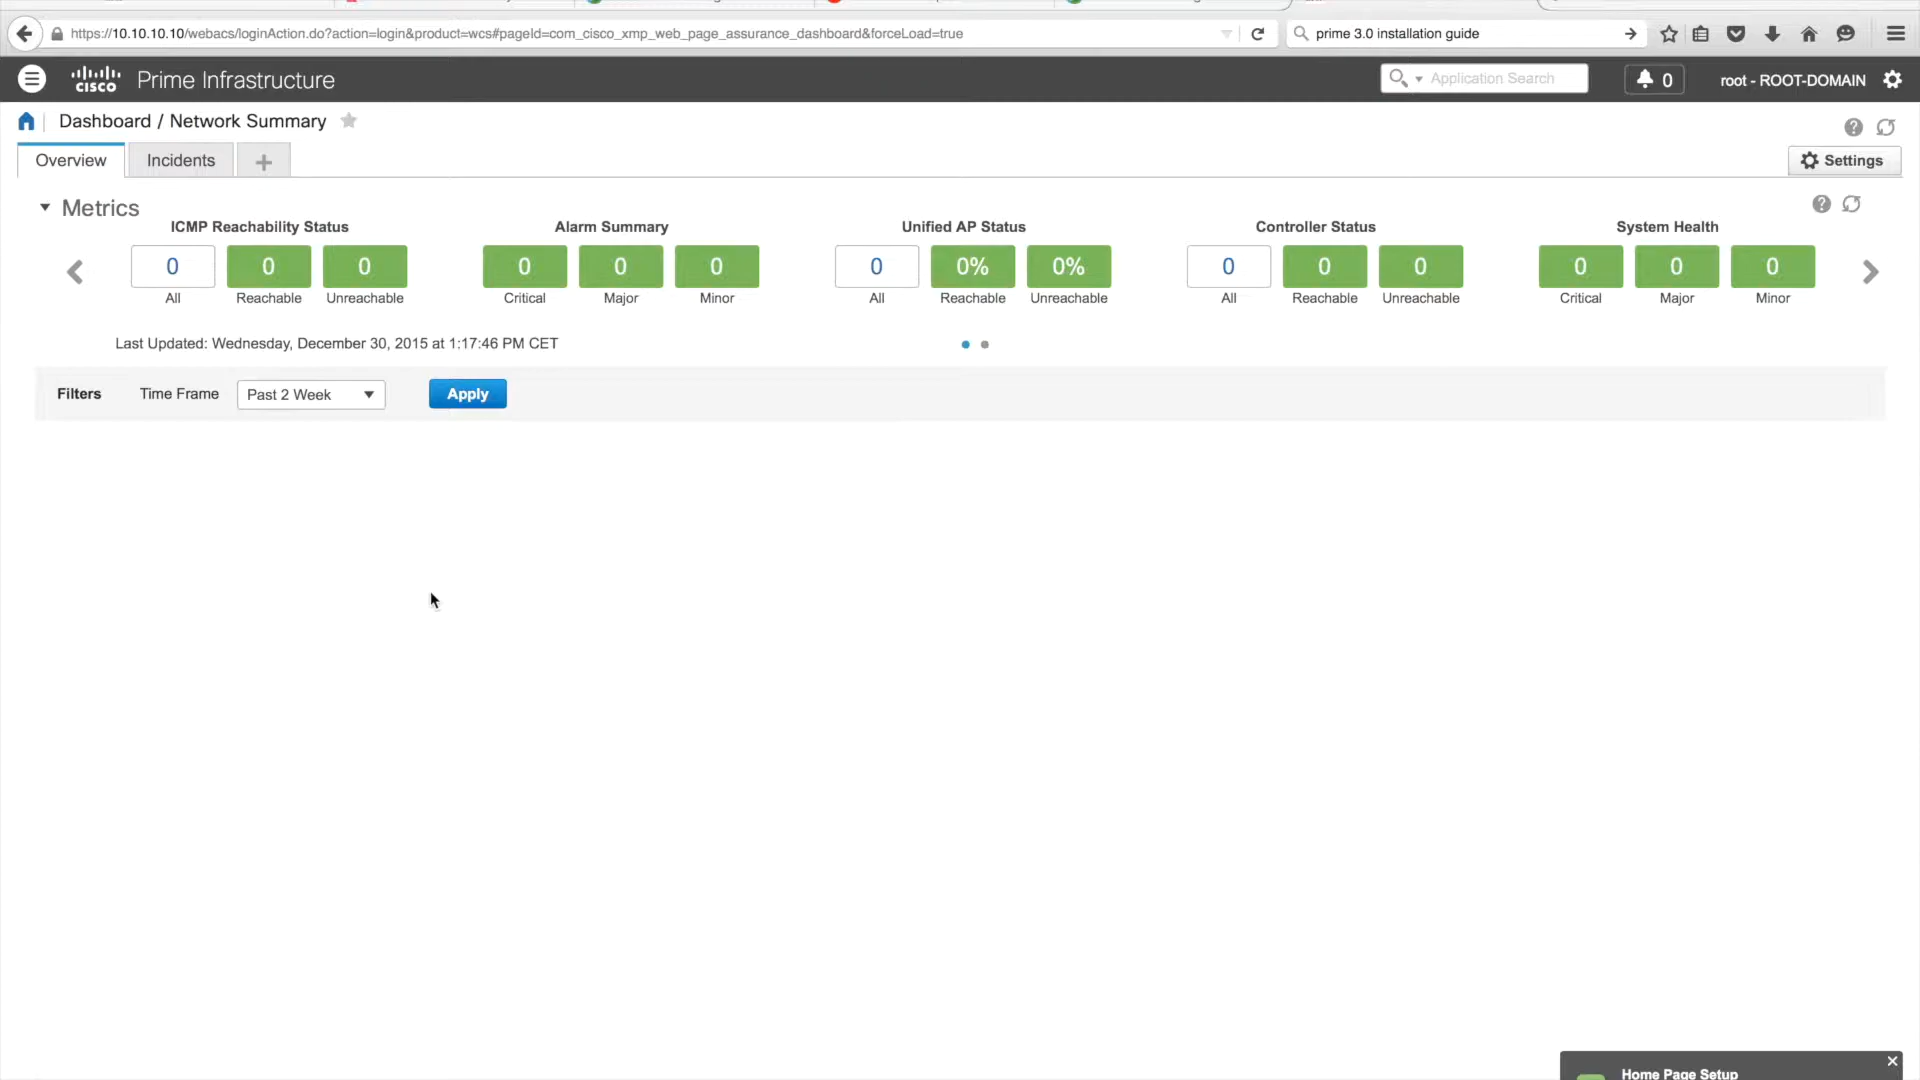 https://10.10.10.10/webacs/loginAction.do?action=login&product=wcs#pageId=com_cisco_xmp_web_page_assurance_dashboard&forceLoad=true
prime 3.0 installation guide
cisco Prime Infrastructure
Application Search
0
root - ROOT-DOMAIN
Dashboard / Network Summary
Overview Incidents +
Settings
Metrics
ICMP Reachability Status Alarm Summary Unified AP Status Controller Status System Health
0 0 0 0 0 0 0 0% 0% 0 0 0 0 0 0
All Reachable Unreachable Critical Major Minor All Reachable Unreachable All Reachable Unreachable Critical Major Minor
Last Updated: Wednesday, December 30, 2015 at 1:17:46 PM CET
Filters Time Frame Past 2 Week Apply
Home Page Setup